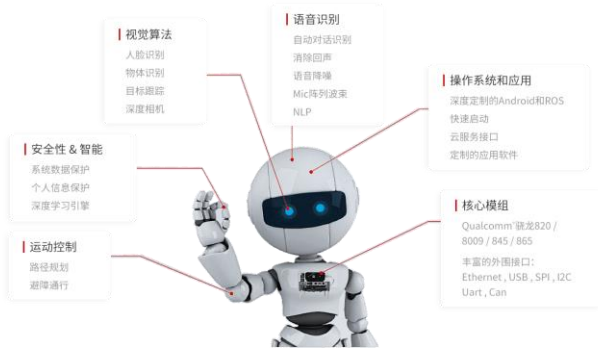 视觉算法
人脸识别
物体识别
目标跟踪
深度相机
语音识别
自动对话识别
消除回声
语音降噪
Mic阵列波束
NLP
操作系统和应用
深度定制的Android和ROS
快速启动
云服务接口
定制的应用软件
安全性 & 智能
系统数据保护
个人信息保护
深度学习引擎
核心模组
Qualcomm®骁龙820 /
8009 / 845 / 865
丰富的外围接口：
Ethernet , USB , SPI , I2C
Uart , Can
运动控制
路径规划
避障通行